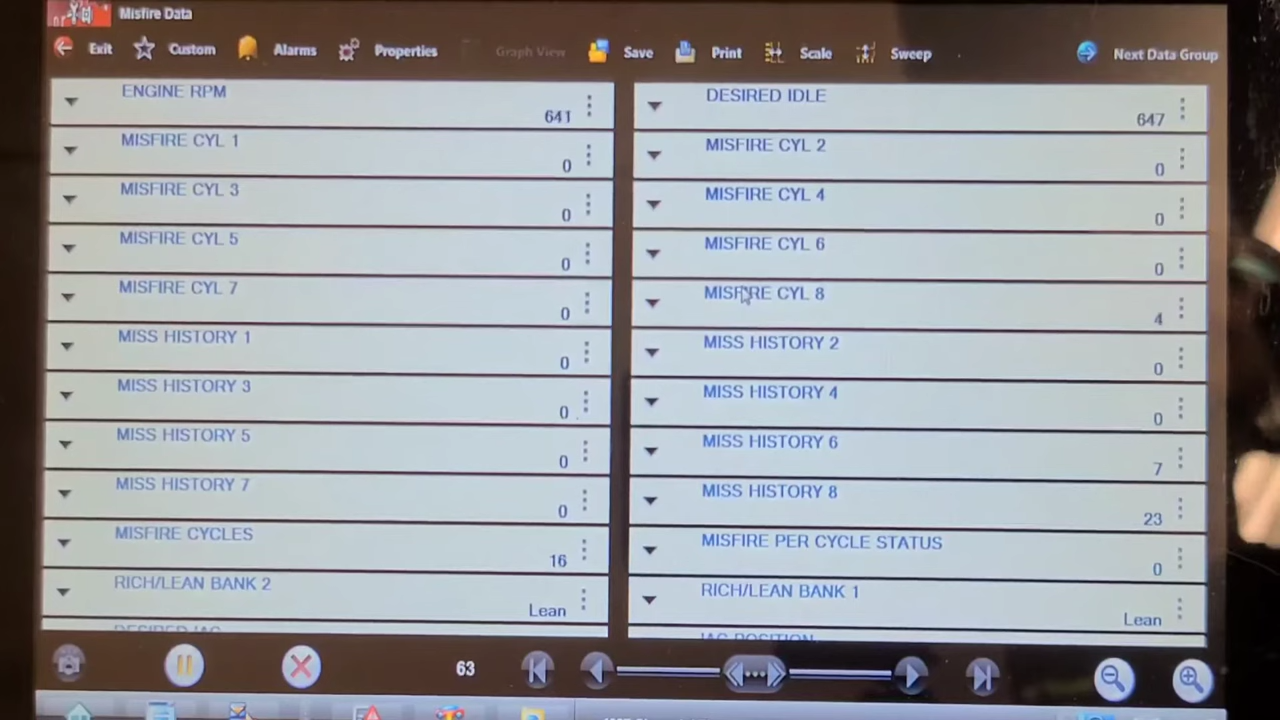 Misfire Data
Exit Custom Alarms Properties Graph View Save Print Scale Sweep Next Data Group
ENGINE RPM
641
DESIRED IDLE
647
MISFIRE CYL 1
0
MISFIRE CYL 2
0
MISFIRE CYL 3
0
MISFIRE CYL 4
0
MISFIRE CYL 5
0
MISFIRE CYL 6
0
MISFIRE CYL 7
0
MISFIRE CYL 8
4
MISS HISTORY 1
0
MISS HISTORY 2
0
MISS HISTORY 3
0
MISS HISTORY 4
0
MISS HISTORY 5
0
MISS HISTORY 6
7
MISS HISTORY 7
0
MISS HISTORY 8
23
MISFIRE CYCLES
16
MISFIRE PER CYCLE STATUS
0
RICH/LEAN BANK 2
Lean
RICH/LEAN BANK 1
Lean
DESIRED IAC
IAC POSITION
63